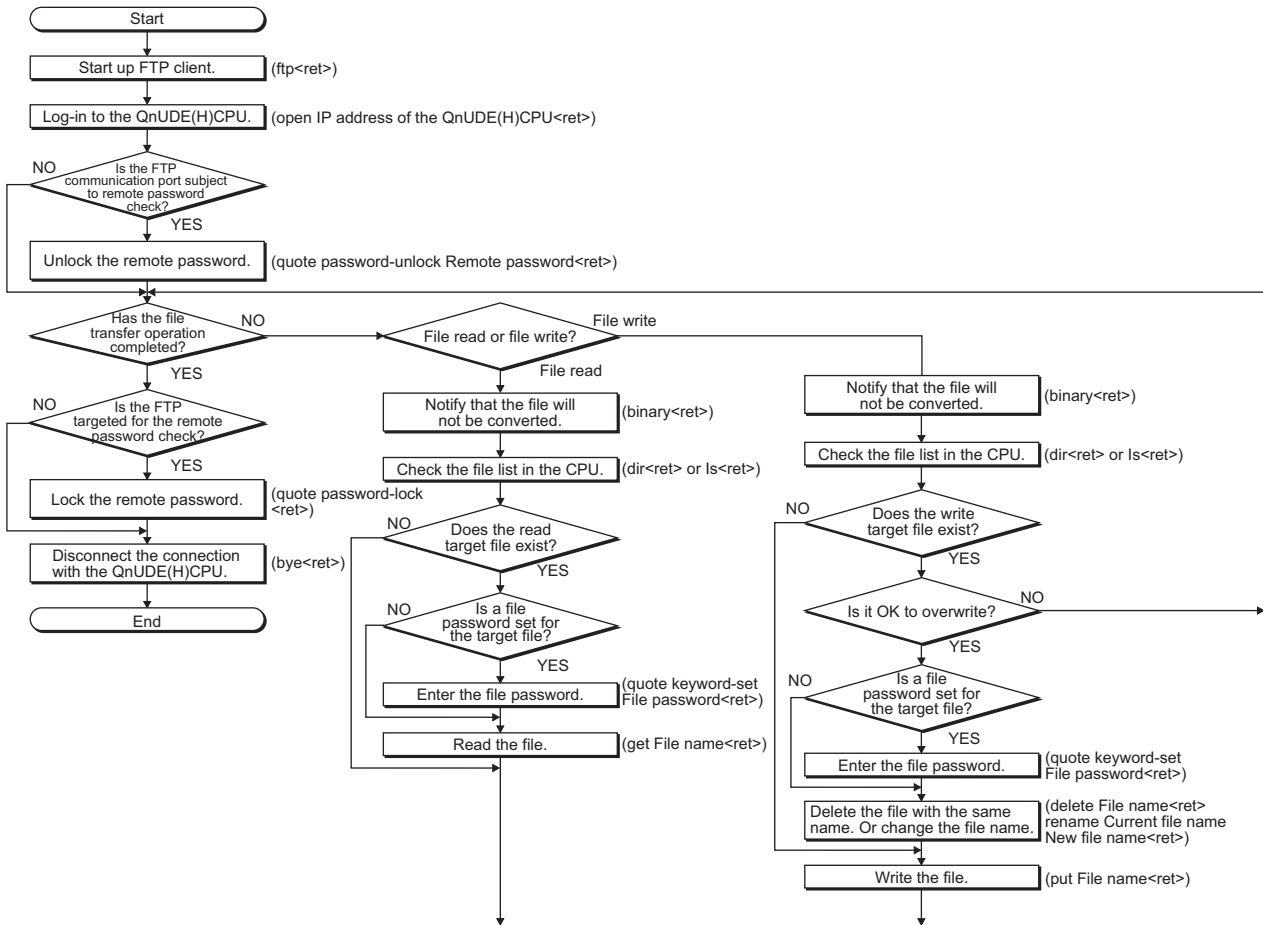 Start
Start up FTP client.
(ftp<ret>)
Log-in to the QnUDE(H)CPU.
(open IP address of the QnUDE(H)CPU<ret>)
NO
Is the FTP
communication port subject
to remote password
check?
YES
Unlock the remote password.
(quote password-unlock Remote password<ret>)
Has the file
transfer operation
completed?
NO
YES
NO
Is the FTP
targeted for the remote
password check?
YES
Lock the remote password.
(quote password-lock
<ret>)
Disconnect the connection
with the QnUDE(H)CPU.
(bye<ret>)
End
File read or file write?
File write
File read
Notify that the file will
not be converted.
(binary<ret>)
Check the file list in the CPU.
(dir<ret> or Is<ret>)
NO
Does the read
target file exist?
YES
NO
Is a file
password set for
the target file?
YES
Enter the file password.
(quote keyword-set
File password<ret>)
Read the file.
(get File name<ret>)
Notify that the file will
not be converted.
(binary<ret>)
Check the file list in the CPU.
(dir<ret> or Is<ret>)
NO
Does the write
target file exist?
YES
Is it OK to overwrite?
NO
YES
NO
Is a file
password set for
the target file?
YES
Enter the file password.
(quote keyword-set
File password<ret>)
Delete the file with the same
name. Or change the file name.
(delete File name<ret>
rename Current file name
New file name<ret>)
Write the file.
(put File name<ret>)